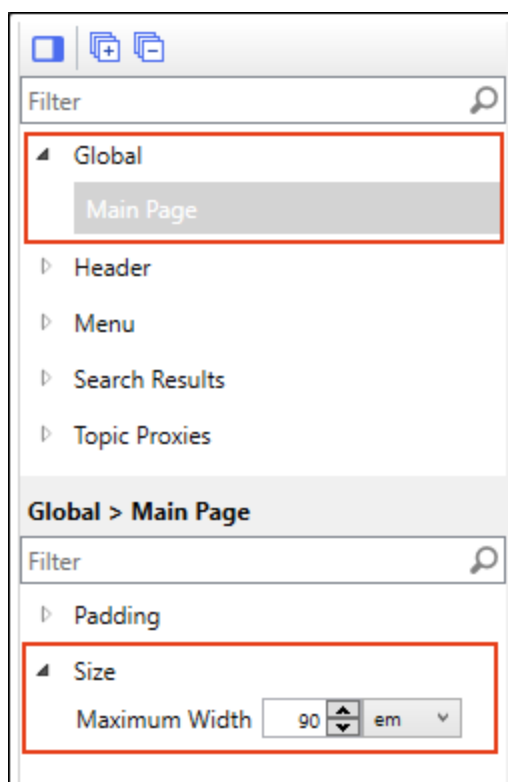 Filter
Global
Main Page
Header
Menu
Search Results
Topic Proxies
Global > Main Page
Filter
Padding
Size
Maximum Width 90 em